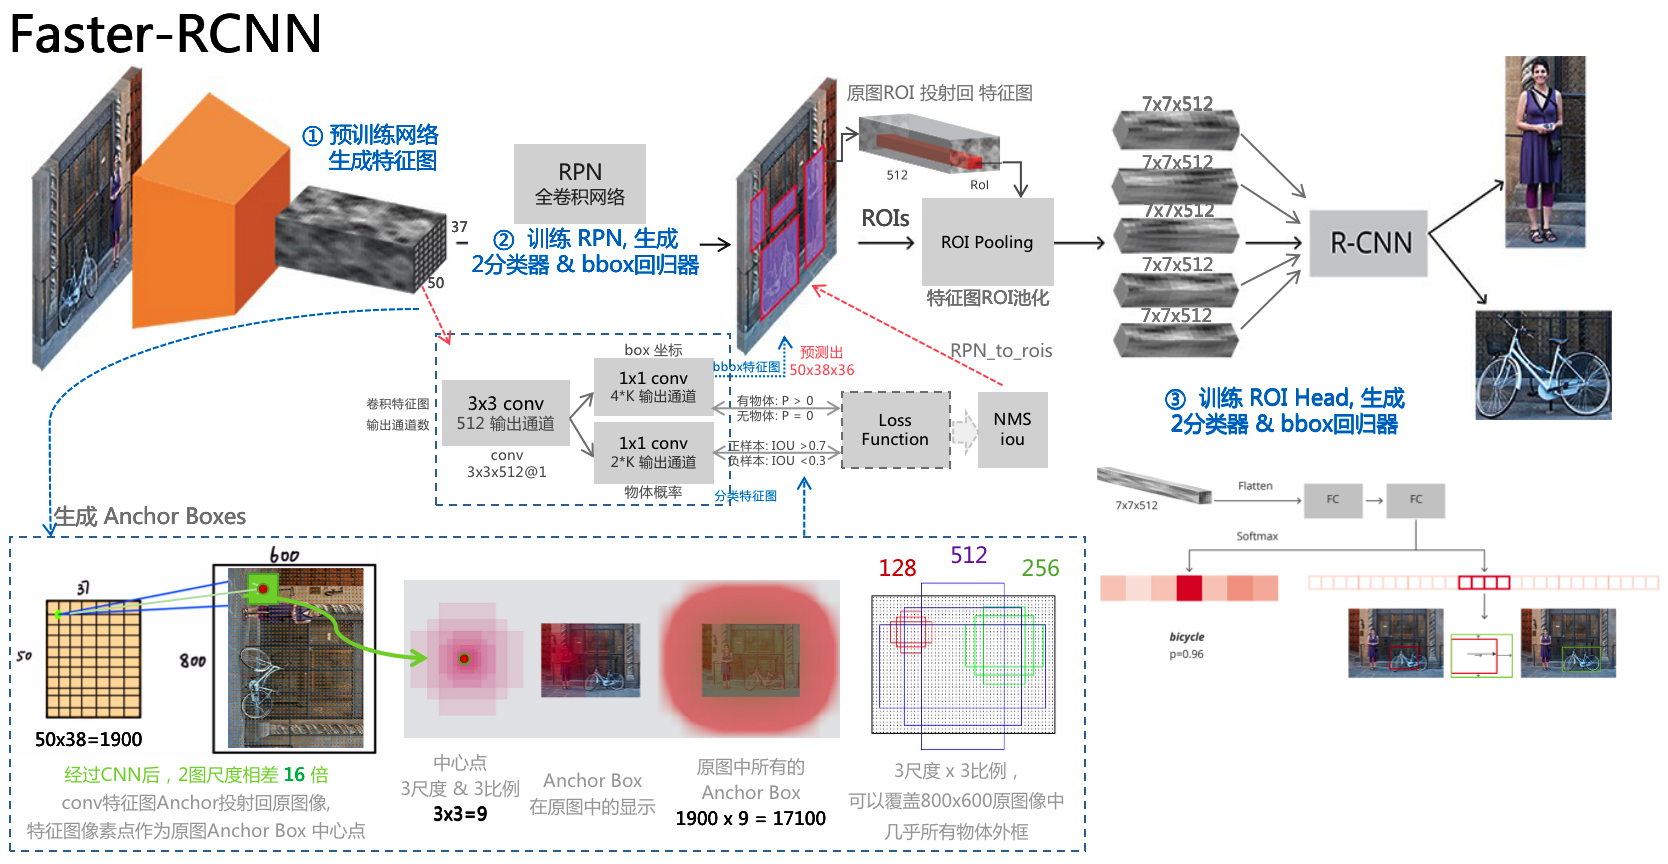 Faster-RCNN
① 预训练网络
生成特征图
37
50
RPN
全卷积网络
② 训练 RPN, 生成
2分类器 & bbox回归器
原图ROI 投射回 特征图
512
RoI
ROIs
ROI Pooling
特征图ROI池化
7x7x512
7x7x512
7x7x512
7x7x512
7x7x512
R-CNN
③ 训练 ROI Head, 生成
2分类器 & bbox回归器
box 坐标
卷积特征图
输出通道数
3x3 conv
512 输出通道
conv
3x3x512@1
1x1 conv
4*K 输出通道
1x1 conv
2*K 输出通道
物体概率
bbox特征图
预测出
50x38x36
分类特征图
有物体: P > 0
无物体: P = 0
正样本: IOU >0.7
负样本: IOU <0.3
Loss
Function
NMS
iou
RPN_to_rois
7x7x512
Flatten
FC
FC
Softmax
bicycle
p=0.96
生成 Anchor Boxes
37
50
50x38=1900
600
800
经过CNN后，2图尺度相差 16 倍
conv特征图Anchor投射回原图像,
特征图像素点作为原图Anchor Box 中心点
中心点
3尺度 & 3比例
3x3=9
Anchor Box
在原图中的显示
原图中所有的
Anchor Box
1900 x 9 = 17100
128
512
256
3尺度 x 3比例，
可以覆盖800x600原图像中
几乎所有物体外框